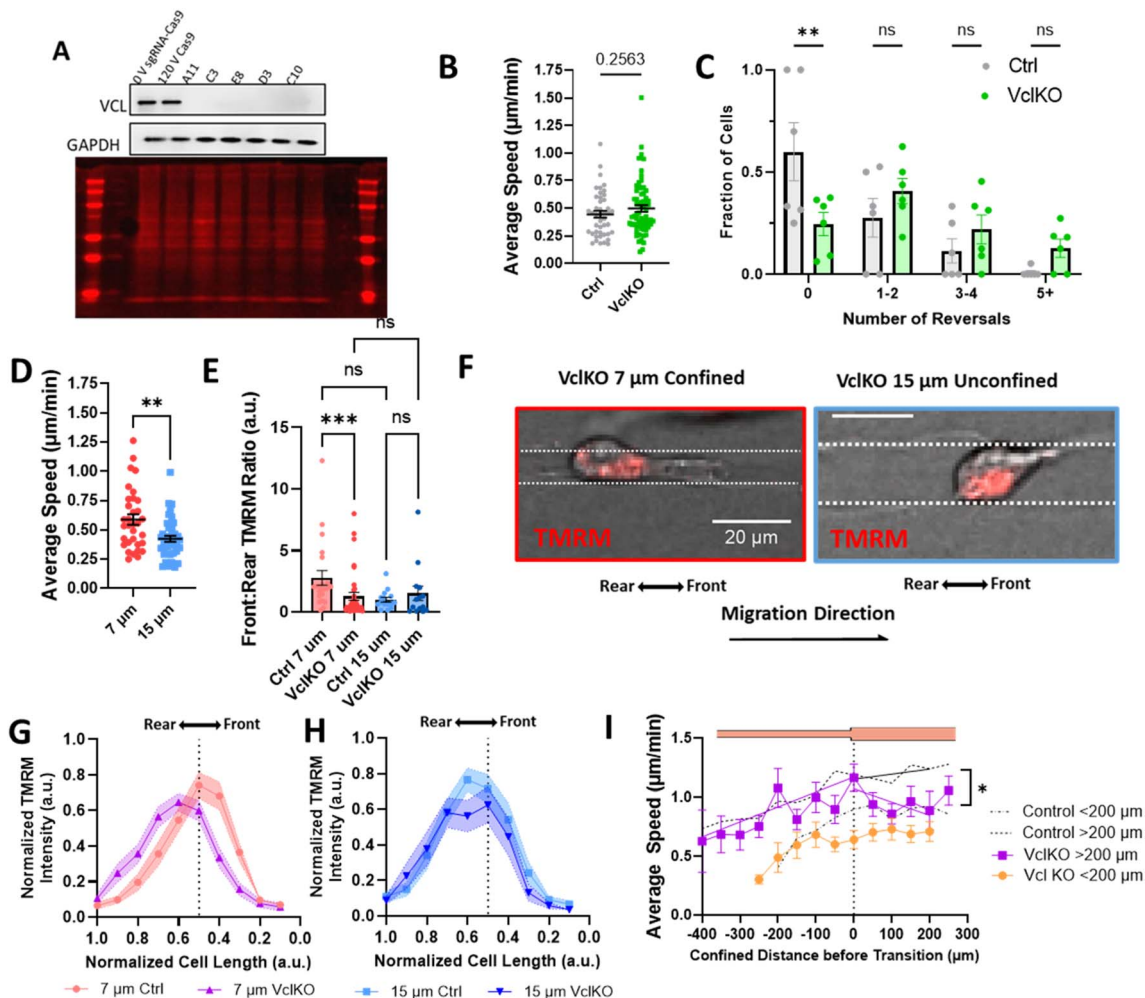 A
0 V sgRNA-Cas9
120 V Cas9
A11
C3
E8
D3
C10
VCL
GAPDH
B
0.2563
Average Speed (µm/min)
1.75
1.50
1.25
1.00
0.75
0.50
0.25
0.00
Ctrl
VclKO
C
** ns ns ns
Ctrl
VclKO
Fraction of Cells
1.0
0.5
0.0
0 1-2 3-4 5+
Number of Reversals
D
**
Average Speed (µm/min)
1.75
1.50
1.25
1.00
0.75
0.50
0.25
0.00
7 µm
15 µm
E
ns
ns
*** ns
Front:Rear TMRM Ratio (a.u.)
15
10
5
0
Ctrl 7 um
VclKO 7 um
Ctrl 15 um
VclKO 15 um
F
VclKO 7 µm Confined
VclKO 15 µm Unconfined
TMRM
20 µm
TMRM
Rear Front
Rear Front
Migration Direction
G
Rear Front
Normalized TMRM
Intensity (a.u.)
1.0
0.8
0.6
0.4
0.2
0.0
1.0 0.8 0.6 0.4 0.2 0.0
Normalized Cell Length (a.u.)
7 µm Ctrl
7 µm VclKO
H
Rear Front
Normalized TMRM
Intensity (a.u.)
1.0
0.8
0.6
0.4
0.2
0.0
1.0 0.8 0.6 0.4 0.2 0.0
Normalized Cell Length (a.u.)
15 µm Ctrl
15 µm VclKO
I
Average Speed (µm/min)
1.5
1.0
0.5
0.0
-400 -300 -200 -100 0 100 200 300
Confined Distance before Transition (µm)
*
Control <200 µm
Control >200 µm
VclKO >200 µm
Vcl KO <200 µm